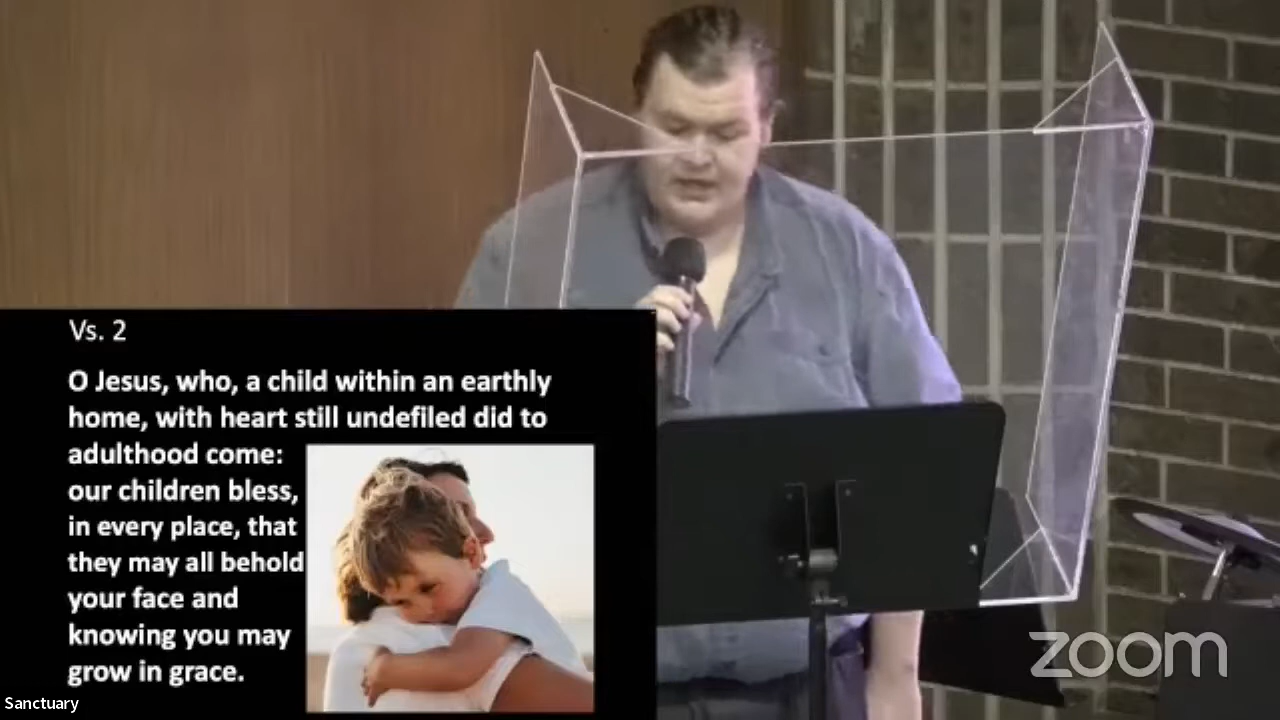 Vs. 2
O Jesus, who, a child within an earthly
home, with heart still undefiled did to
adulthood come:
our children bless,
in every place, that
they may all behold
your face and
knowing you may
grow in grace.
zoom
Sanctuary